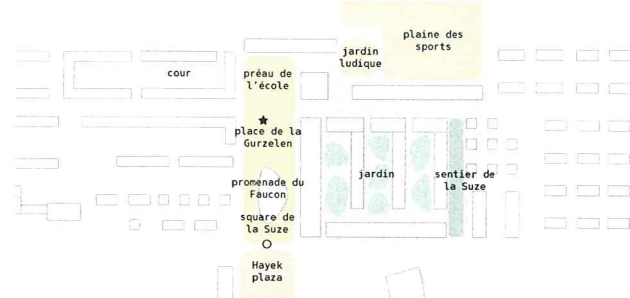 plaine des
sports
jardin
ludique
cour
préau de
l'école
place de la
Gurzelen
promenade du
Faucon
jardin
sentier de
la Suze
square de
la Suze
Hayek
plaza